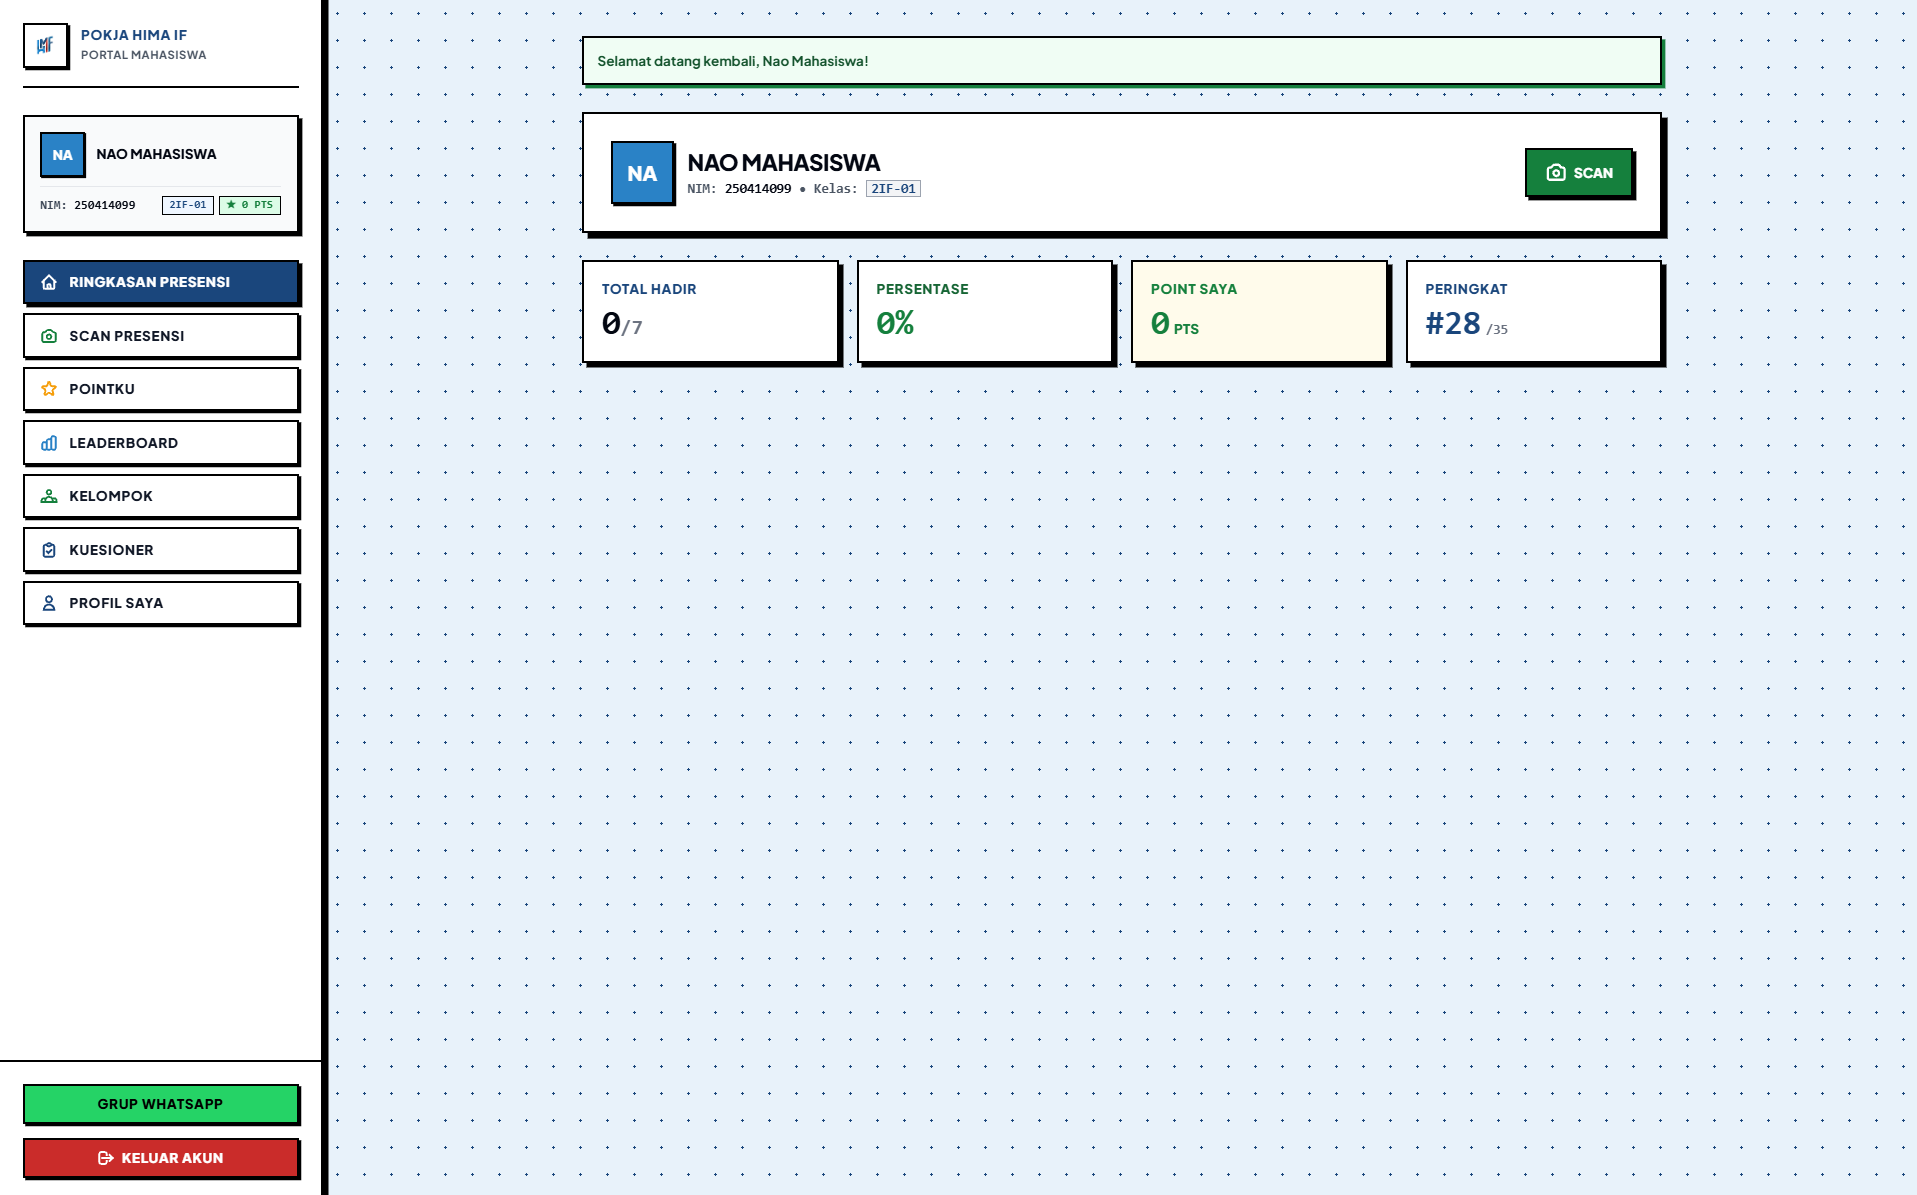 POKJA HIMA IF
PORTAL MAHASISWA
NA
NAO MAHASISWA
NIM: 250414099
2IF-01
★ 0 PTS
RINGKASAN PRESENSI
SCAN PRESENSI
POINTKU
LEADERBOARD
KELOMPOK
KUESIONER
PROFIL SAYA
GRUP WHATSAPP
KELUAR AKUN
Selamat datang kembali, Nao Mahasiswa!
NA
NAO MAHASISWA
NIM: 250414099 • Kelas: 2IF-01
SCAN
TOTAL HADIR
0/7
PERSENTASE
0%
POINT SAYA
0 PTS
PERINGKAT
#28 /35